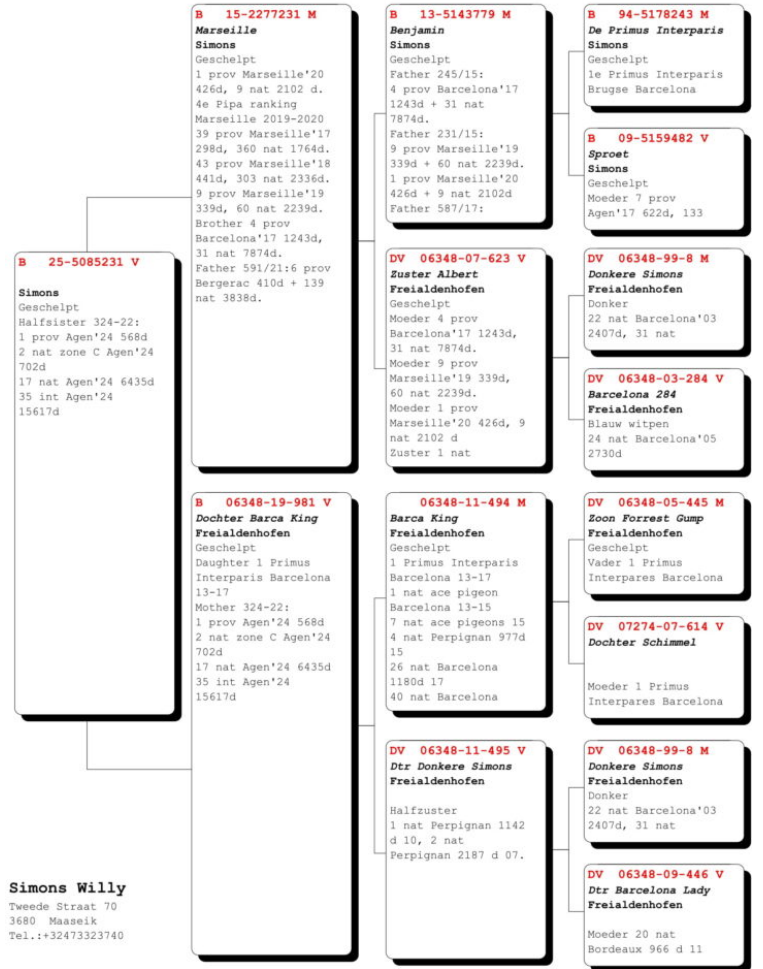 B 25-5085231 V
Simons
Geschelpt
Halfsister 324-22:
1 prov Agen'24 568d
2 nat zone C Agen'24
702d
17 nat Agen'24 6435d
35 int Agen'24
15617d
B 15-2277231 M
Marseille
Simons
Geschelpt
1 prov Marseille'20
426d, 9 nat 2102 d.
4e Pipa ranking
Marseille 2019-2020
39 prov Marseille'17
298d, 360 nat 1764d.
43 prov Marseille'18
441d, 303 nat 2336d.
9 prov Marseille'19
339d, 60 nat 2239d.
Brother 4 prov
Barcelona'17 1243d,
31 nat 7874d.
Father 591/21:6 prov
Bergerac 410d + 139
nat 3838d.
B 06348-19-981 V
Dochter Barca King
Freialdenhofen
Geschelpt
Daughter 1 Primus
Interparis Barcelona
13-17
Mother 324-22:
1 prov Agen'24 568d
2 nat zone C Agen'24
702d
17 nat Agen'24 6435d
35 int Agen'24
15617d
B 13-5143779 M
Benjamin
Simons
Geschelpt
Father 245/15:
4 prov Barcelona'17
1243d + 31 nat
7874d.
Father 231/15:
9 prov Marseille'19
339d + 60 nat 2239d.
1 prov Marseille'20
426d + 9 nat 2102d
Father 587/17:
DV 06348-07-623 V
Zuster Albert
Freialdenhofen
Geschelpt
Moeder 4 prov
Barcelona'17 1243d,
31 nat 7874d.
Moeder 9 prov
Marseille'19 339d,
60 nat 2239d.
Moeder 1 prov
Marseille'20 426d, 9
nat 2102 d
Zuster 1 nat
06348-11-494 M
Barca King
Freialdenhofen
Geschelpt
1 Primus Interparis
Barcelona 13-17
1 nat ace pigeon
Barcelona 13-15
7 nat ace pigeons 15
4 nat Perpignan 977d
15
26 nat Barcelona
1180d 17
40 nat Barcelona
DV 06348-11-495 V
Dtr Donkere Simons
Freialdenhofen
Halfzuster
1 nat Perpignan 1142
d 10, 2 nat
Perpignan 2187 d 07.
B 94-5178243 M
De Primus Interparis
Simons
Geschelpt
1e Primus Interparis
Brugse Barcelona
B 09-5159482 V
Sproet
Simons
Geschelpt
Moeder 7 prov
Agen'17 622d, 133
DV 06348-99-8 M
Donkere Simons
Freialdenhofen
Donker
22 nat Barcelona'03
2407d, 31 nat
DV 06348-03-284 V
Barcelona 284
Freialdenhofen
Blauw witpen
24 nat Barcelona'05
2730d
DV 06348-05-445 M
Zoon Forrest Gump
Freialdenhofen
Geschelpt
Vader 1 Primus
Interpares Barcelona
DV 07274-07-614 V
Dochter Schimmel
Moeder 1 Primus
Interpares Barcelona
DV 06348-99-8 M
Donkere Simons
Freialdenhofen
Donker
22 nat Barcelona'03
2407d, 31 nat
DV 06348-09-446 V
Dtr Barcelona Lady
Freialdenhofen
Moeder 20 nat
Bordeaux 966 d 11
Simons Willy
Tweede Straat 70
3680 Maaseik
Tel.:+32473323740